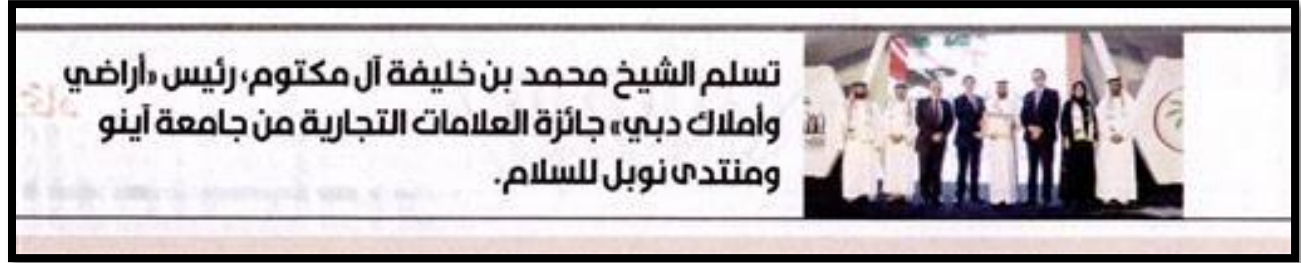 تسلم الشيخ محمد بن خليفة آل مكتوم، رئيس «أراضي
وأملاك دبي» جائزة العلامات التجارية من جامعة آينو
ومنتدى نوبل للسلام.